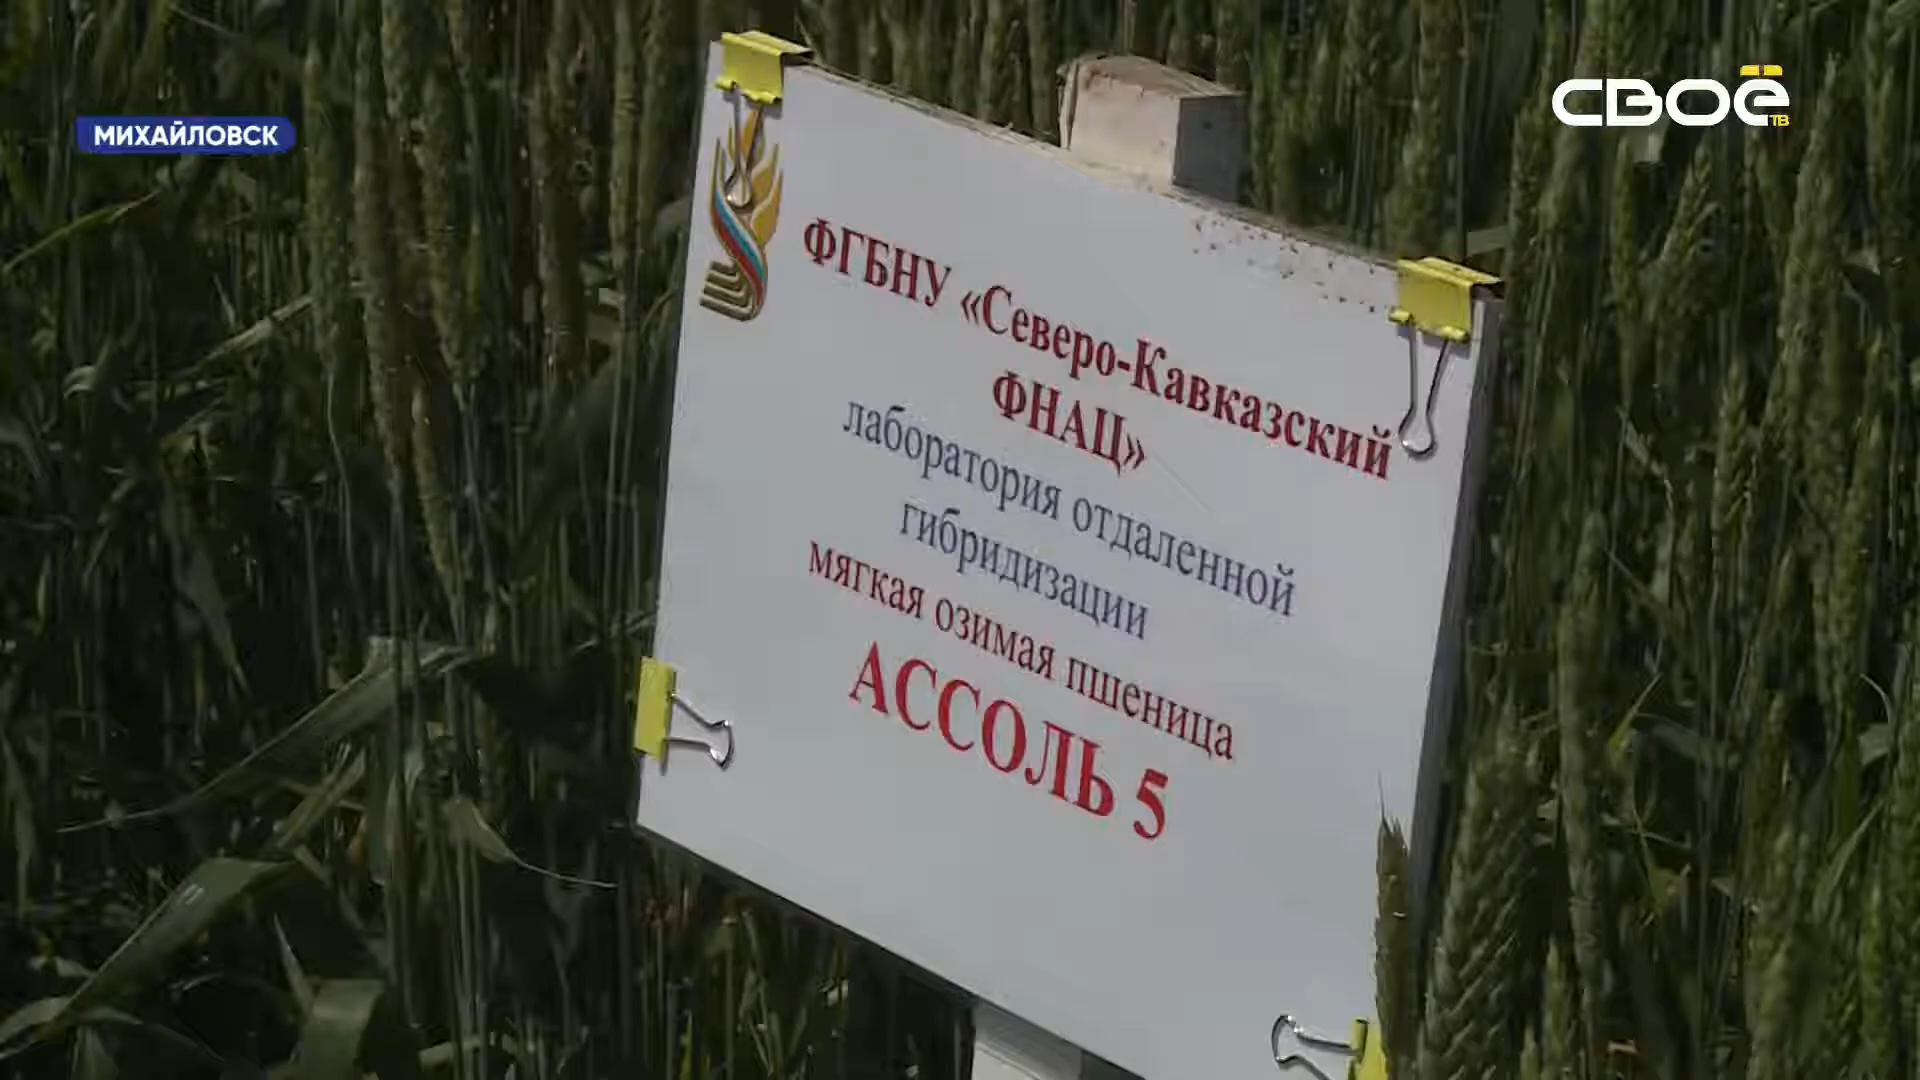 МИХАЙЛОВСК
СВОЁ
ТВ
ФГБНУ «Северо-Кавказский
ФНАЦ»
лаборатория отдаленной
гибридизации
мягкая озимая пшеница
АССОЛЬ 5